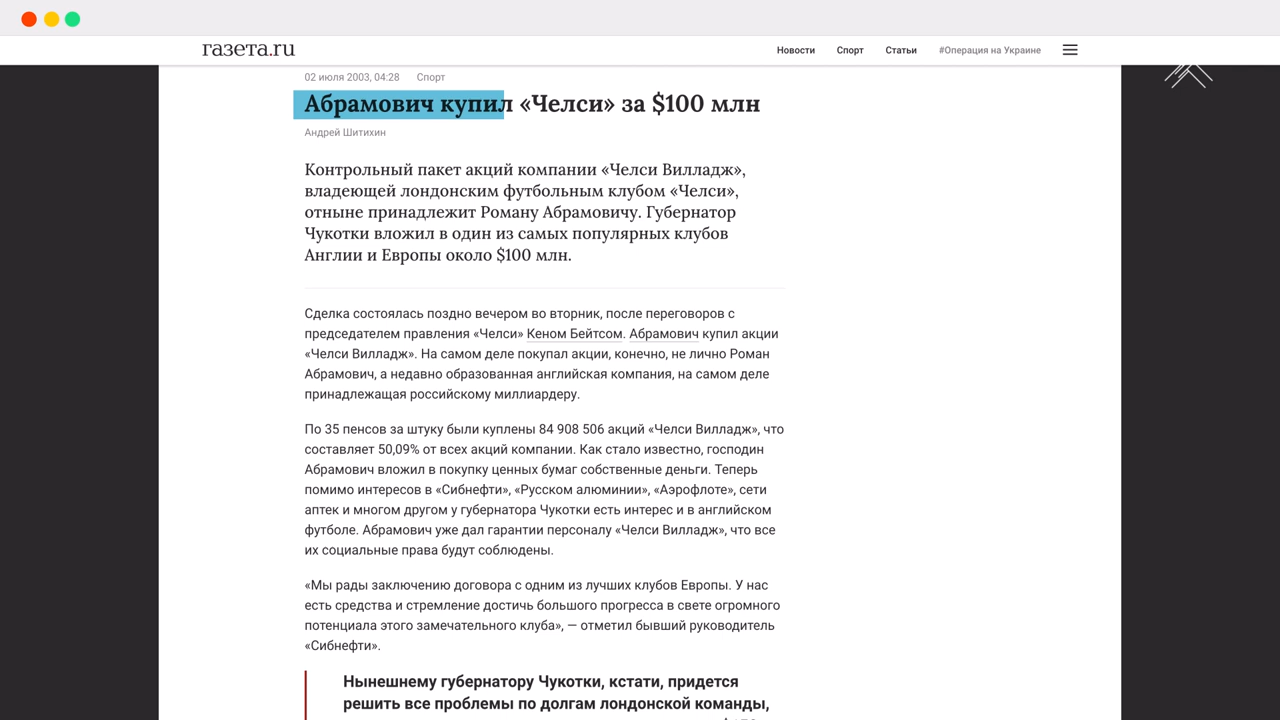 газета.ru
Новости
Спорт
Статьи
#Операция на Украине
02 июля 2003, 04:28
Спорт
Абрамович купил «Челси» за $100 млн
Андрей Шитихин
Контрольный пакет акций компании «Челси Вилладж»,
владеющей лондонским футбольным клубом «Челси»,
отныне принадлежит Роману Абрамовичу. Губернатор
Чукотки вложил в один из самых популярных клубов
Англии и Европы около $100 млн.
Сделка состоялась поздно вечером во вторник, после переговоров с
председателем правления «Челси» Кеном Бейтсом. Абрамович купил акции
«Челси Вилладж». На самом деле покупал акции, конечно, не лично Роман
Абрамович, а недавно образованная английская компания, на самом деле
принадлежащая российскому миллиардеру.
По 35 пенсов за штуку были куплены 84 908 506 акций «Челси Вилладж», что
составляет 50,09% от всех акций компании. Как стало известно, господин
Абрамович вложил в покупку ценных бумаг собственные деньги. Теперь
помимо интересов в «Сибнефти», «Русском алюминии», «Аэрофлоте», сети
аптек и многом другом у губернатора Чукотки есть интерес и в английском
футболе. Абрамович уже дал гарантии персоналу «Челси Вилладж», что все
их социальные права будут соблюдены.
«Мы рады заключению договора с одним из лучших клубов Европы. У нас
есть средства и стремление достичь большого прогресса в свете огромного
потенциала этого замечательного клуба», — отметил бывший руководитель
«Сибнефти».
Нынешнему губернатору Чукотки, кстати, придется
решить все проблемы по долгам лондонской команды,